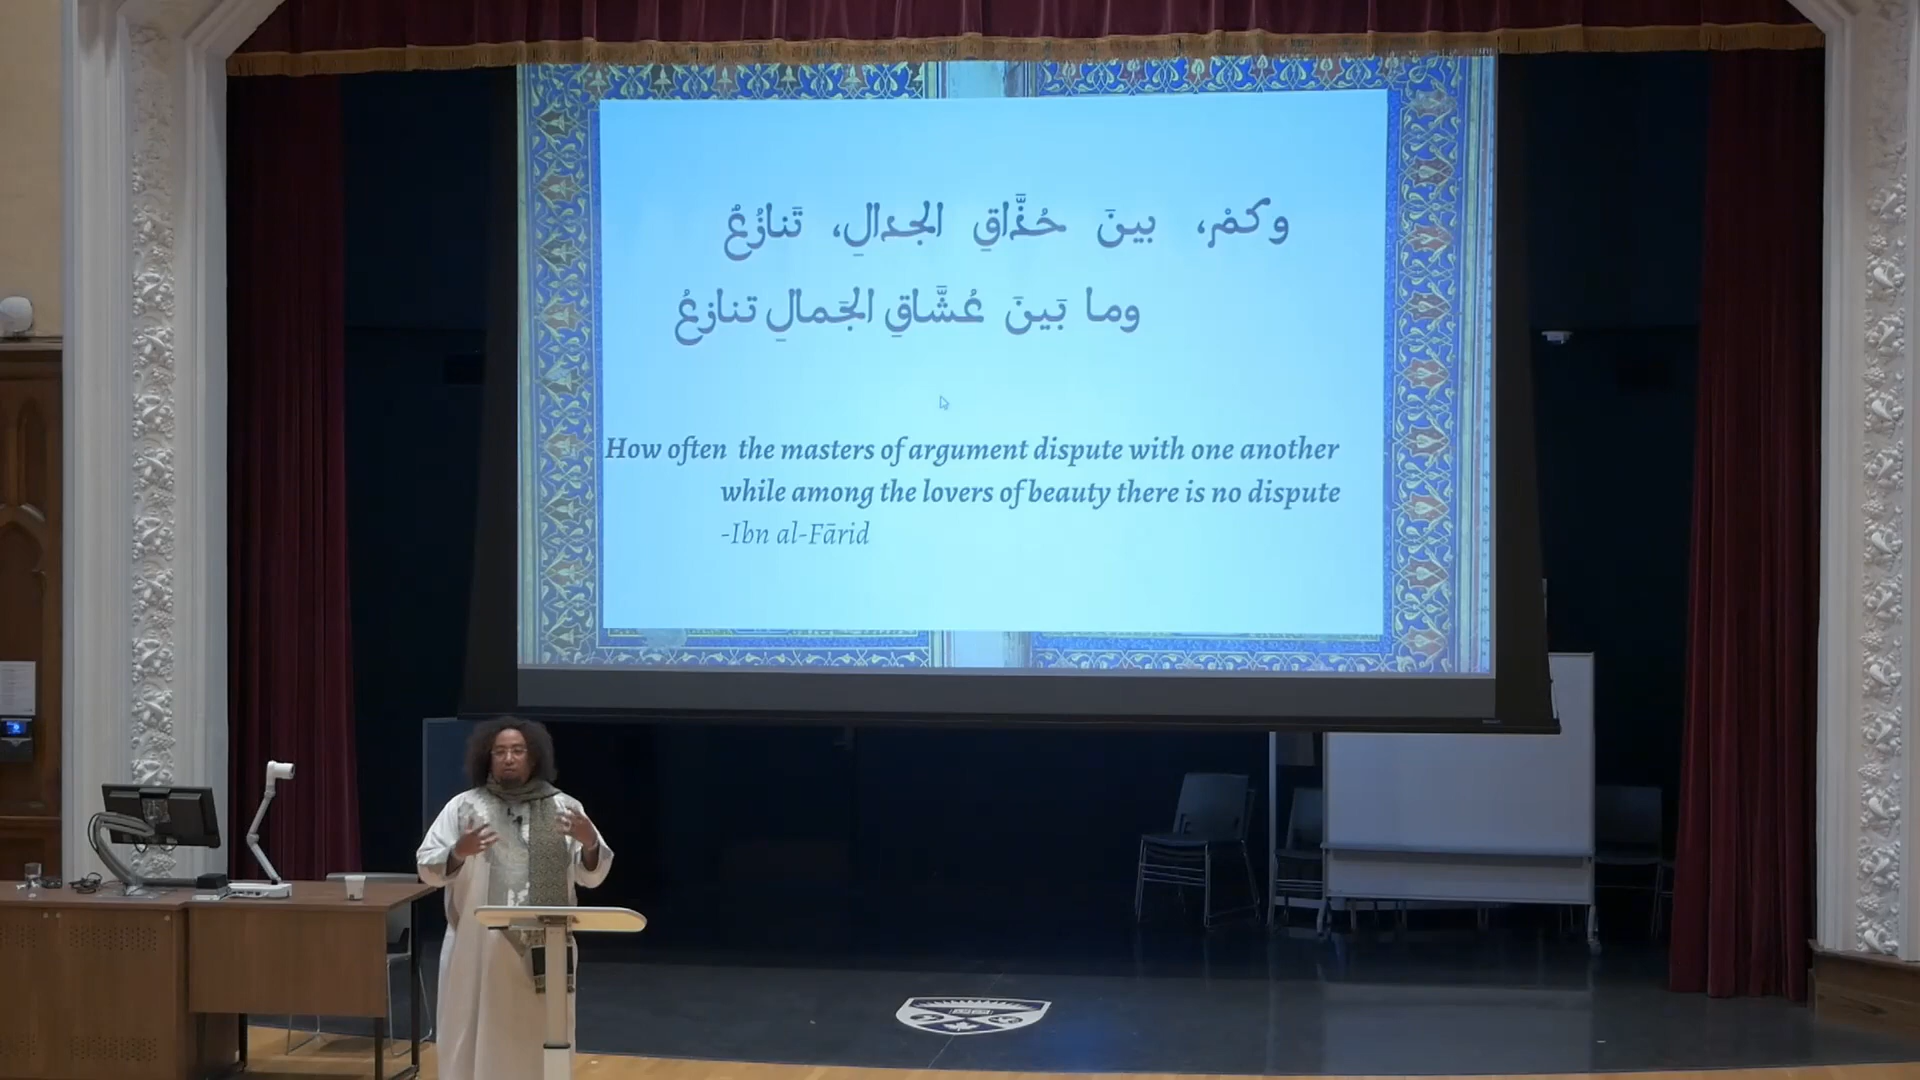 وكمْ، بينَ حُذَّاقِ الجدالِ، تَنازُعٌ
وما بَينَ عُشَّاقِ الجَمالِ تنازعُ
How often the masters of argument dispute with one another
while among the lovers of beauty there is no dispute
-Ibn al-Fārid